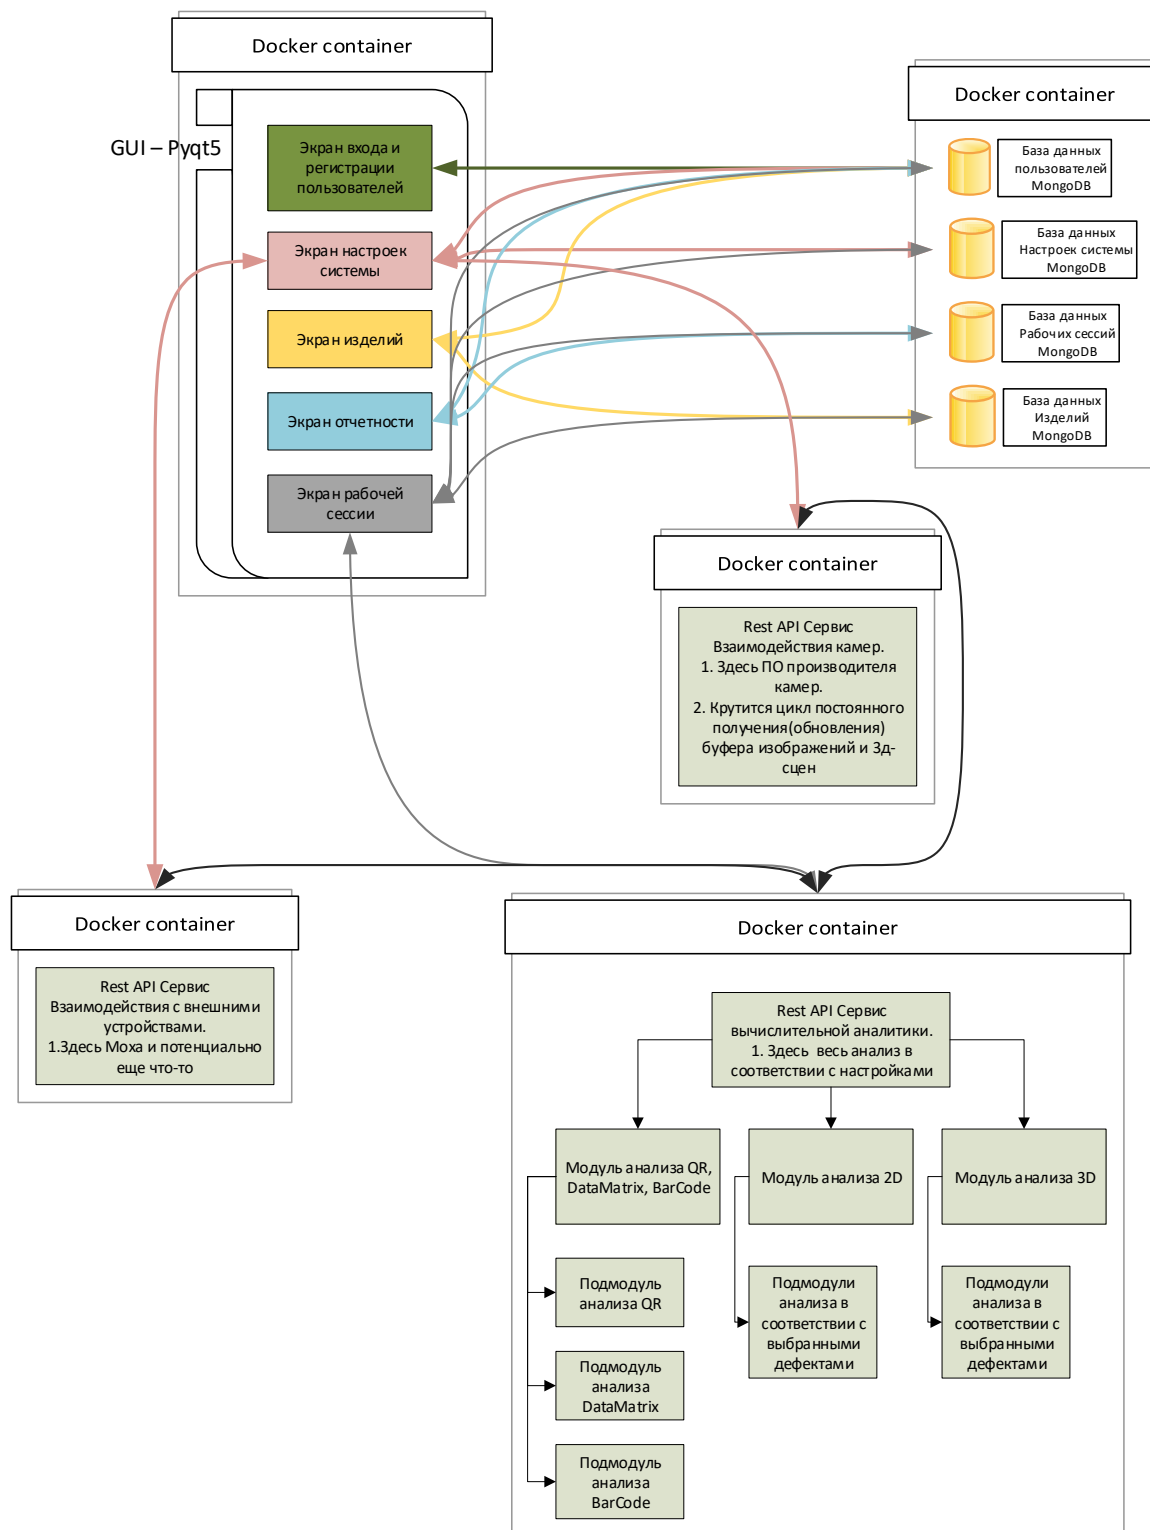 Docker container
GUI – Pyqt5
Экран входа и
регистрации
пользователей
Экран настроек
системы
Экран изделий
Экран отчетности
Экран рабочей
сессии
Docker container
База данных
пользователей
MongoDB
База данных
Настроек системы
MongoDB
База данных
Рабочих сессий
MongoDB
База данных
Изделий
MongoDB
Docker container
Rest API Сервис
Взаимодействия камер.
1. Здесь ПО производителя
камер.
2. Крутится цикл постоянного
получения(обновления)
буфера изображений и 3д-
сцен
Docker container
Rest API Сервис
Взаимодействия с внешними
устройствами.
1.Здесь Моха и потенциально
еще что-то
Docker container
Rest API Сервис
вычислительной аналитики.
1. Здесь  весь анализ в
соответствии с настройками
Модуль анализа QR,
DataMatrix, BarCode
Модуль анализа 2D
Модуль анализа 3D
Подмодуль
анализа QR
Подмодуль
анализа
DataMatrix
Подмодуль
анализа
BarCode
Подмодули
анализа в
соответствии с
выбранными
дефектами
Подмодули
анализа в
соответствии с
выбранными
дефектами